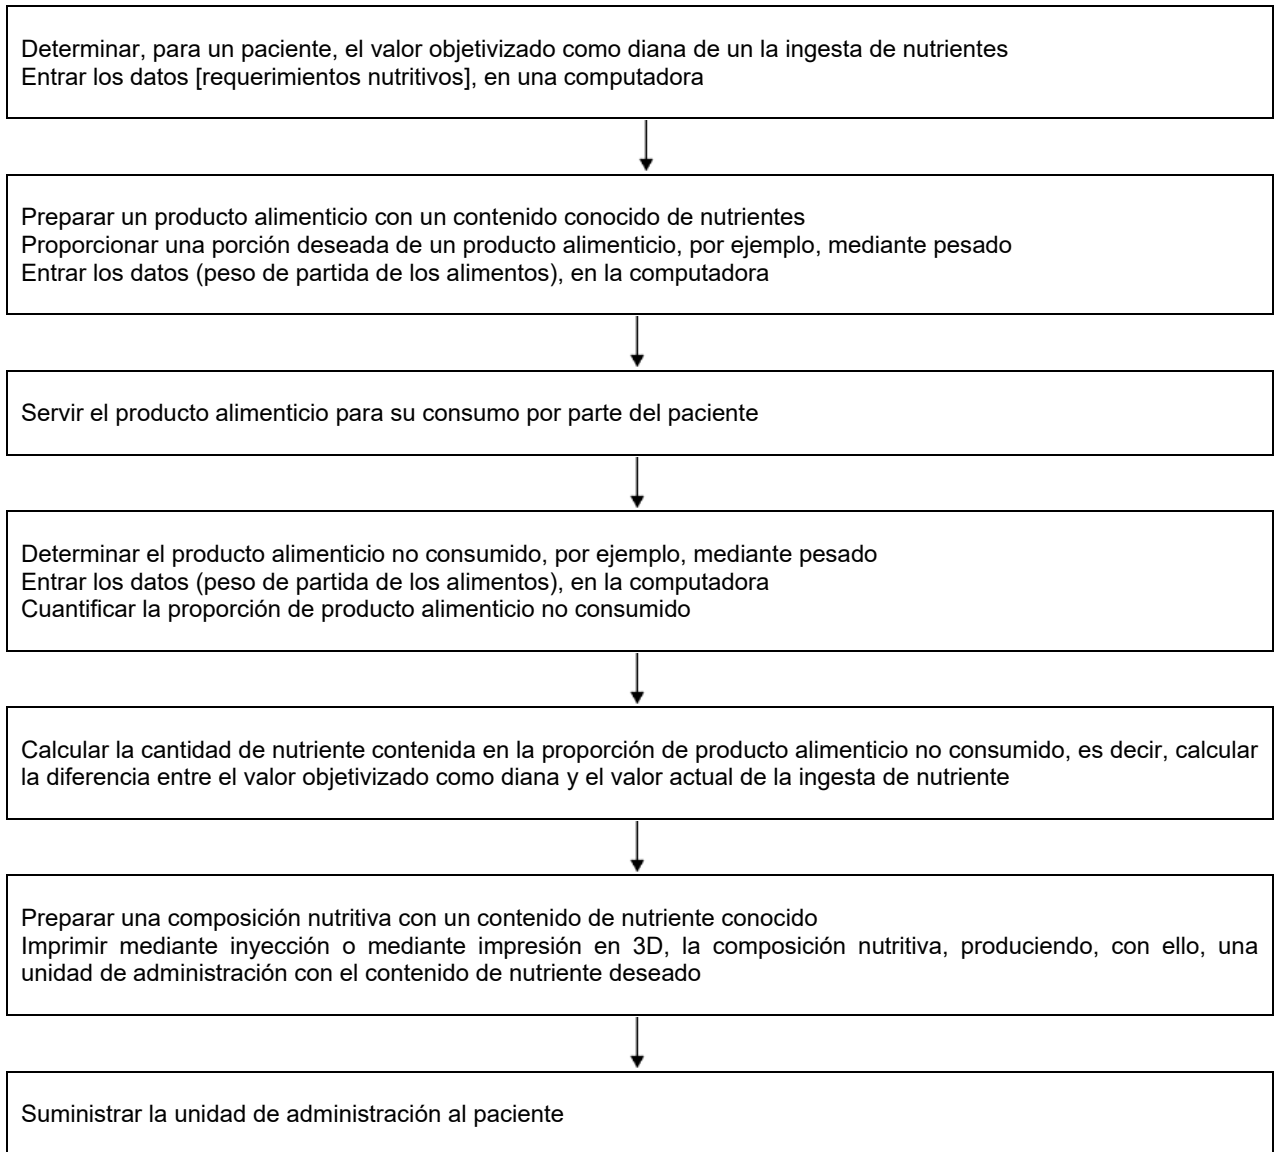 Determinar, para un paciente, el valor objetivizado como diana de un la ingesta de nutrientes
Entrar los datos [requerimientos nutritivos], en una computadora
Preparar un producto alimenticio con un contenido conocido de nutrientes
Proporcionar una porción deseada de un producto alimenticio, por ejemplo, mediante pesado
Entrar los datos (peso de partida de los alimentos), en la computadora
Servir el producto alimenticio para su consumo por parte del paciente
Determinar el producto alimenticio no consumido, por ejemplo, mediante pesado
Entrar los datos (peso de partida de los alimentos), en la computadora
Cuantificar la proporción de producto alimenticio no consumido
Calcular la cantidad de nutriente contenida en la proporción de producto alimenticio no consumido, es decir, calcular
la diferencia entre el valor objetivizado como diana y el valor actual de la ingesta de nutriente
Preparar una composición nutritiva con un contenido de nutriente conocido
Imprimir mediante inyección o mediante impresión en 3D, la composición nutritiva, produciendo, con ello, una
unidad de administración con el contenido de nutriente deseado
Suministrar la unidad de administración al paciente